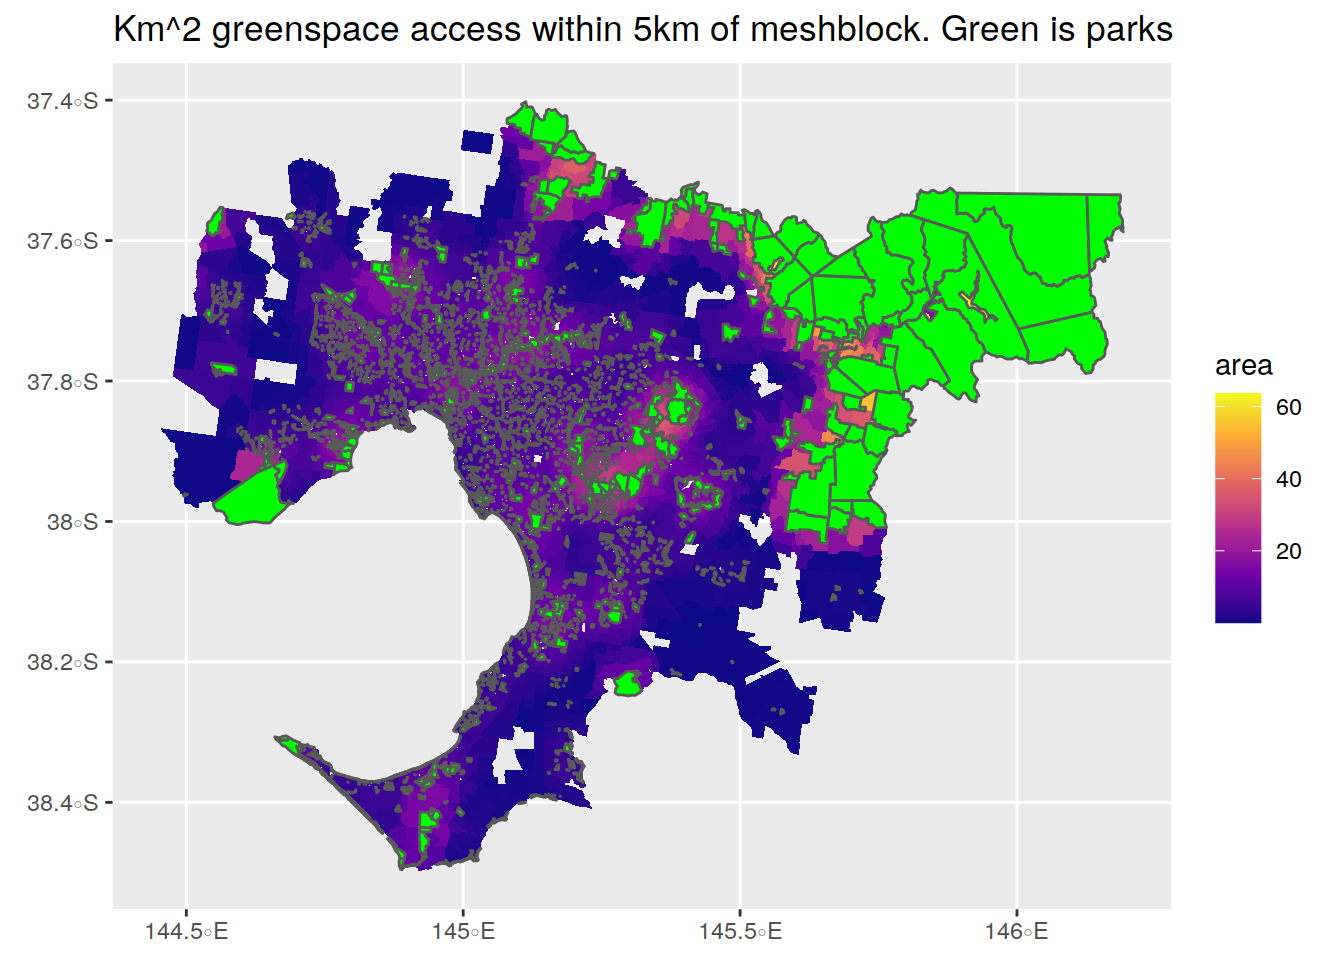 Km^2 greenspace access within 5km of meshblock. Green is parks
37.4°S
37.6°S
37.8°S
38°S
38.2°S
38.4°S
144.5°E
145°E
145.5°E
146°E
area
60
40
20